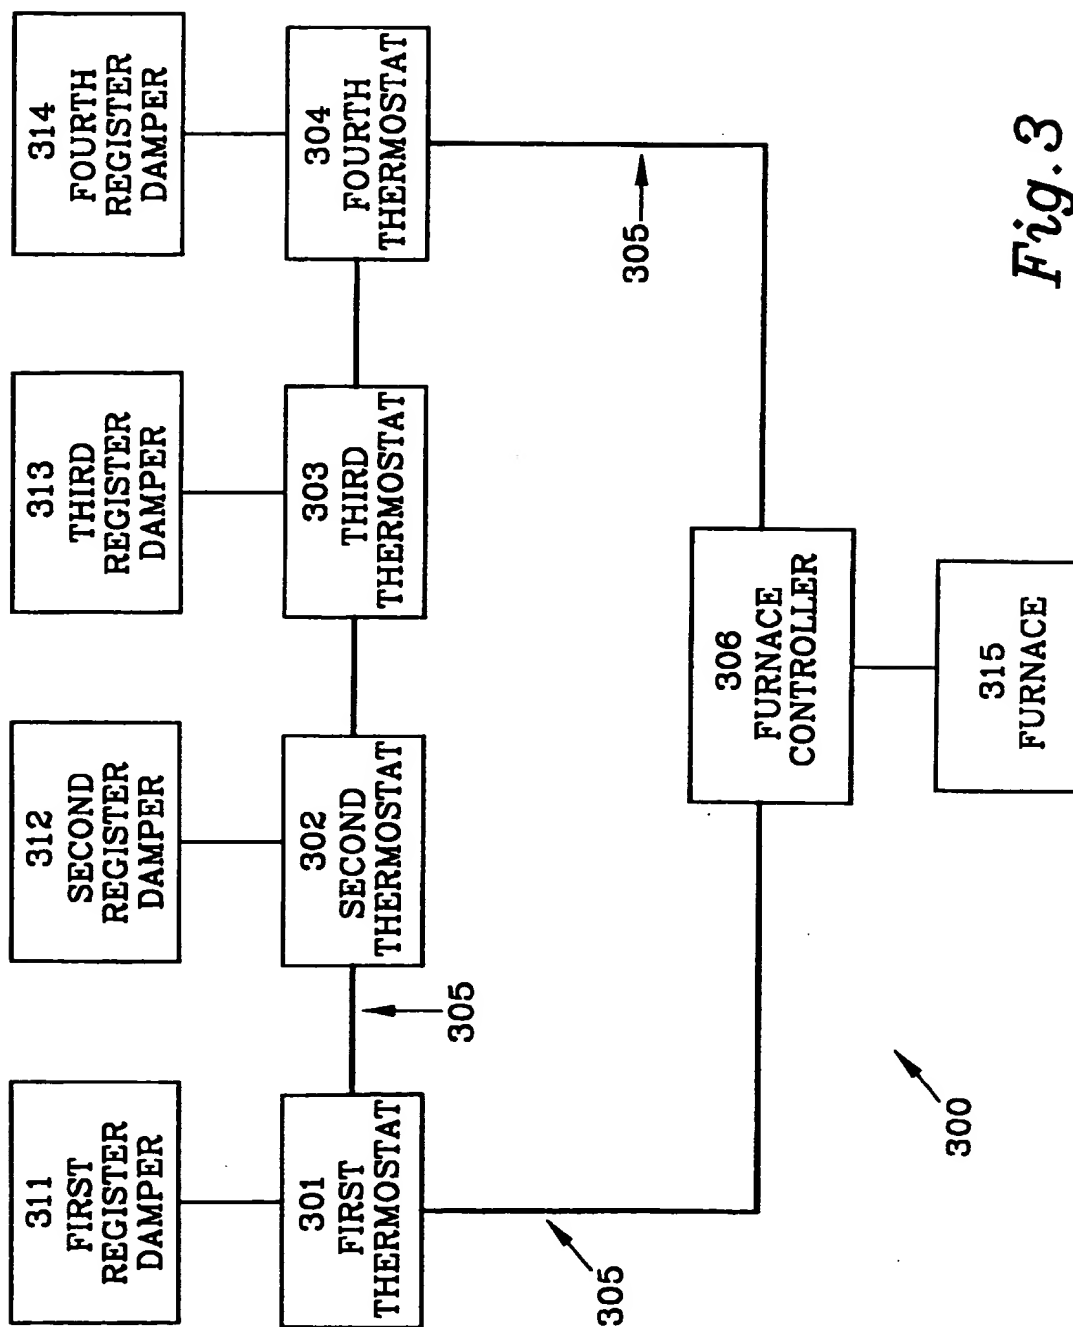 311
FIRST
REGISTER
DAMPER
312
SECOND
REGISTER
DAMPER
313
THIRD
REGISTER
DAMPER
314
FOURTH
REGISTER
DAMPER
301
FIRST
THERMOSTAT
302
SECOND
THERMOSTAT
303
THIRD
THERMOSTAT
304
FOURTH
THERMOSTAT
305
305
305
306
FURNACE
CONTROLLER
315
FURNACE
300
Fig. 3